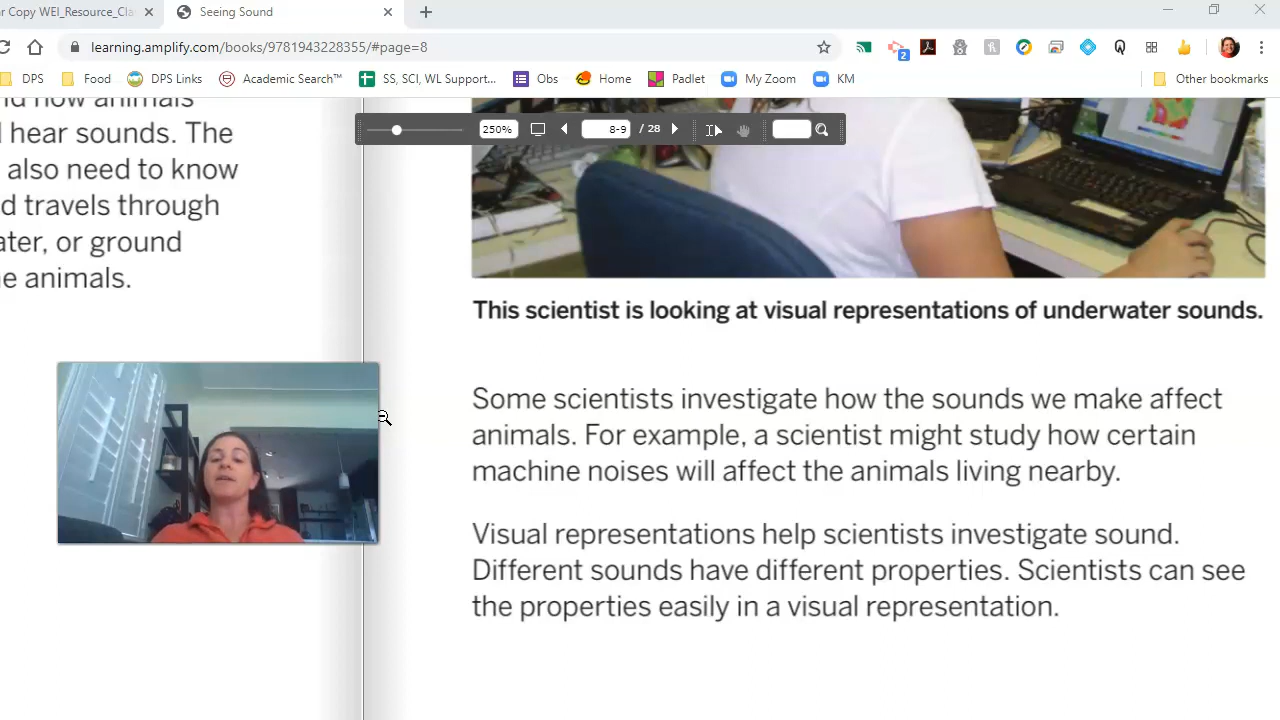 r Copy WEI_Resource_Cla
Seeing Sound
learning.amplify.com/books/9781943228355/#page=8
2
DPS
Food
DPS Links
Academic Search™
SS, SCI, WL Support...
Obs
Home
Padlet
My Zoom
KM
Other bookmarks
250%
8-9 / 28
nd how animals
l hear sounds. The
also need to know
d travels through
ater, or ground
e animals.
This scientist is looking at visual representations of underwater sounds.
Some scientists investigate how the sounds we make affect
animals. For example, a scientist might study how certain
machine noises will affect the animals living nearby.
Visual representations help scientists investigate sound.
Different sounds have different properties. Scientists can see
the properties easily in a visual representation.